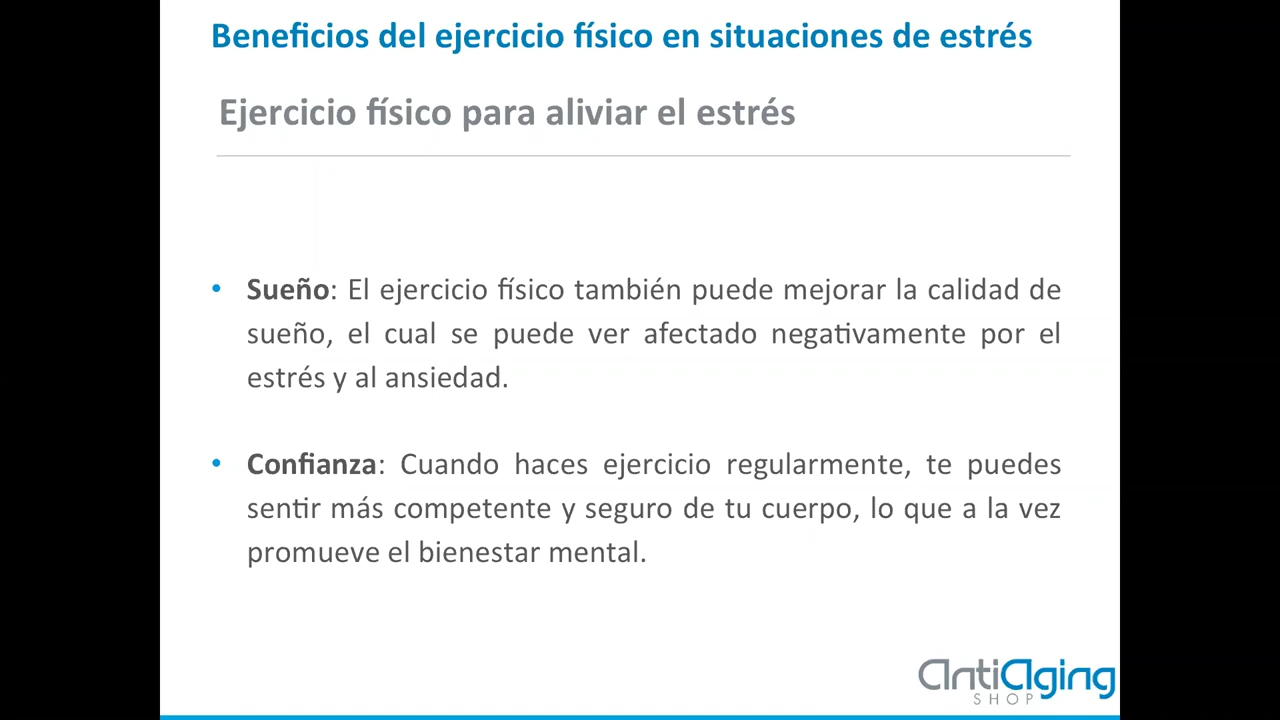 Beneficios del ejercicio físico en situaciones de estrés
Ejercicio físico para aliviar el estrés
• Sueño: El ejercicio físico también puede mejorar la calidad de
sueño, el cual se puede ver afectado negativamente por el
estrés y al ansiedad.
• Confianza: Cuando haces ejercicio regularmente, te puedes
sentir más competente y seguro de tu cuerpo, lo que a la vez
promueve el bienestar mental.
antiaging
SHOP